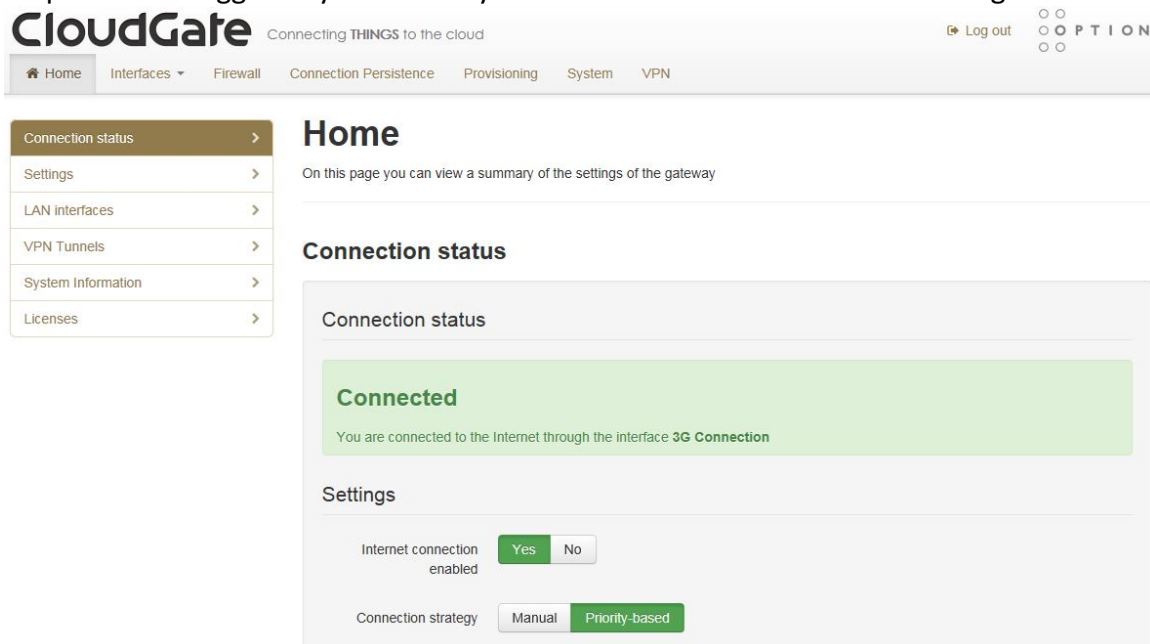 CloudGate Connecting THINGS to the cloud
Log out
OPTION
Home Interfaces Firewall Connection Persistence Provisioning System VPN
Connection status
Settings
LAN interfaces
VPN Tunnels
System Information
Licenses
Home
On this page you can view a summary of the settings of the gateway
Connection status
Connection status
Connected
You are connected to the Internet through the interface 3G Connection
Settings
Internet connection
enabled
Yes No
Connection strategy Manual Priority-based